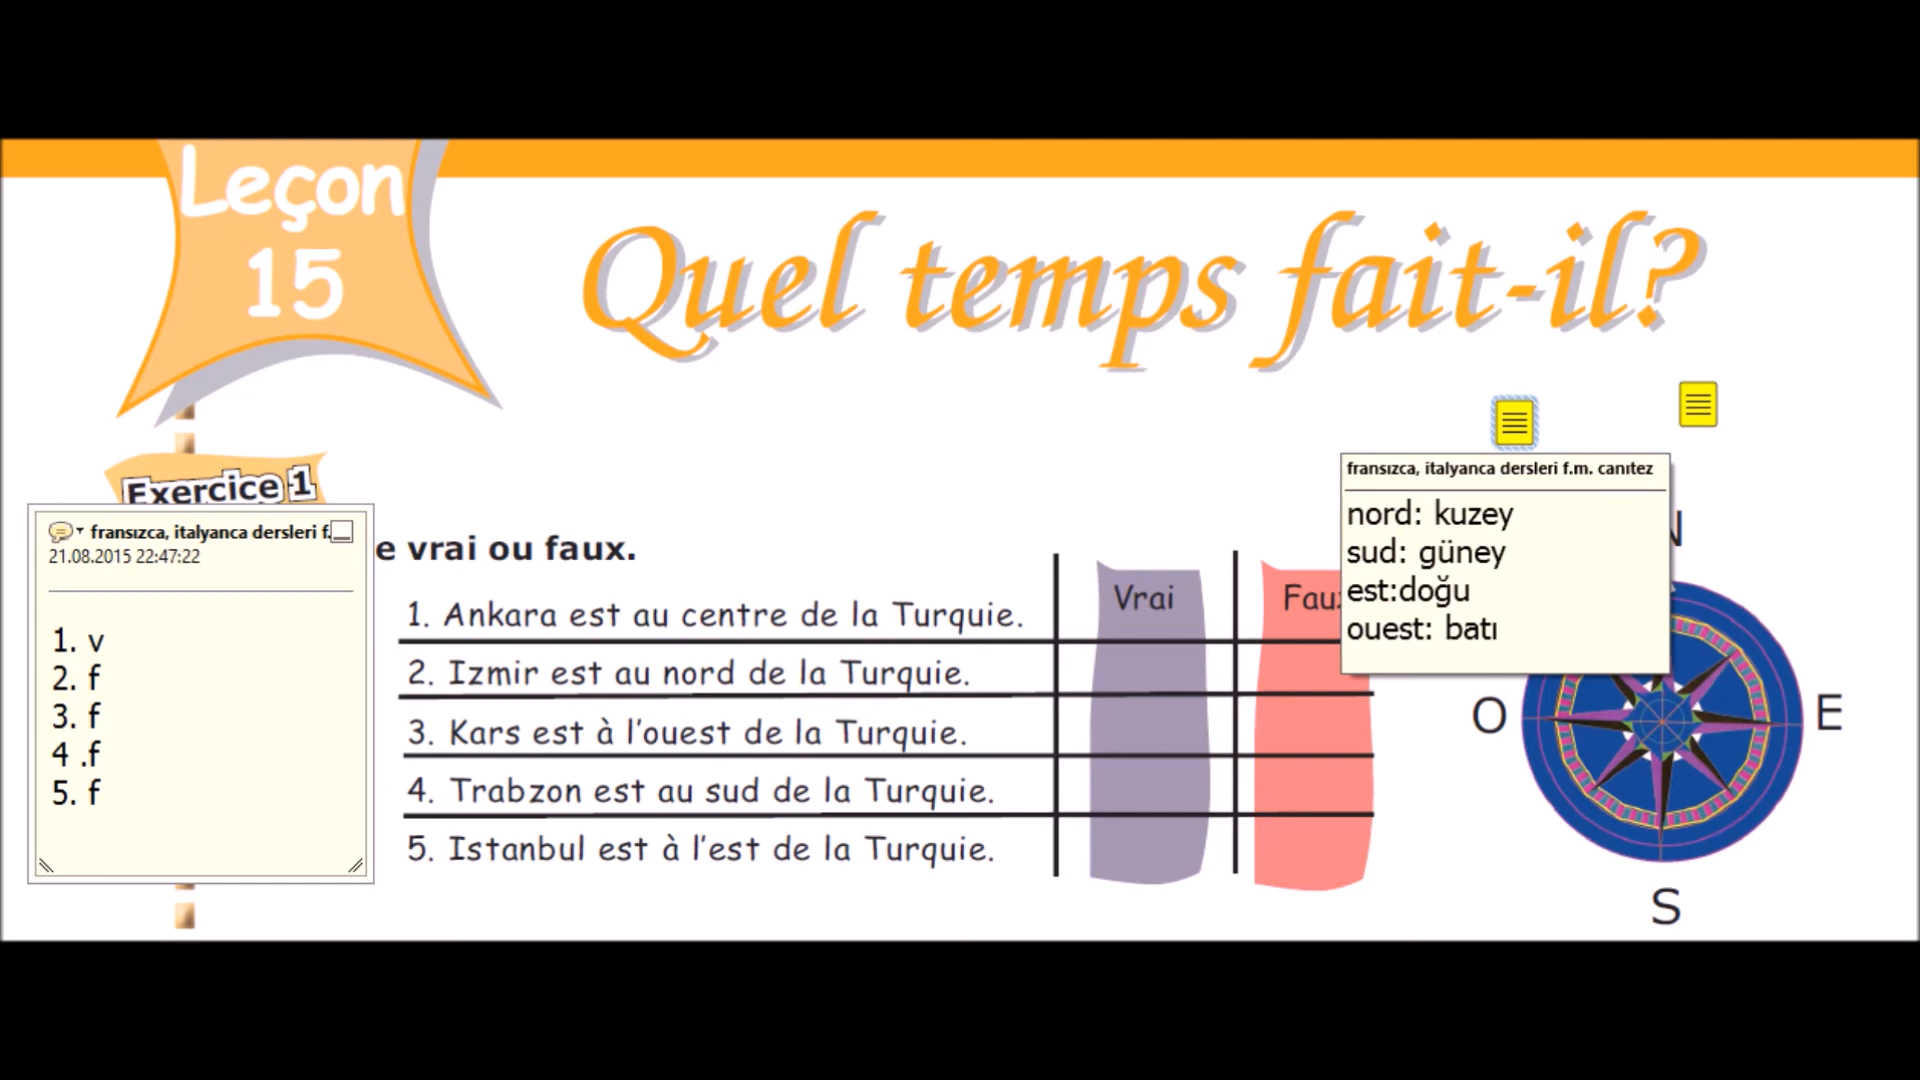 Leçon
15
Quel temps fait-il?
Exercice 1
fransızca, italyanca dersleri f.
21.08.2015 22:47:22
1. v
2. f
3. f
4 .f
5. f
e vrai ou faux.
Vrai
Faux
1. Ankara est au centre de la Turquie.
2. Izmir est au nord de la Turquie.
3. Kars est à l'ouest de la Turquie.
4. Trabzon est au sud de la Turquie.
5. Istanbul est à l'est de la Turquie.
fransızca, italyanca dersleri f.m. canıtez
nord: kuzey
sud: güney
est:doğu
ouest: batı
N
O
E
S